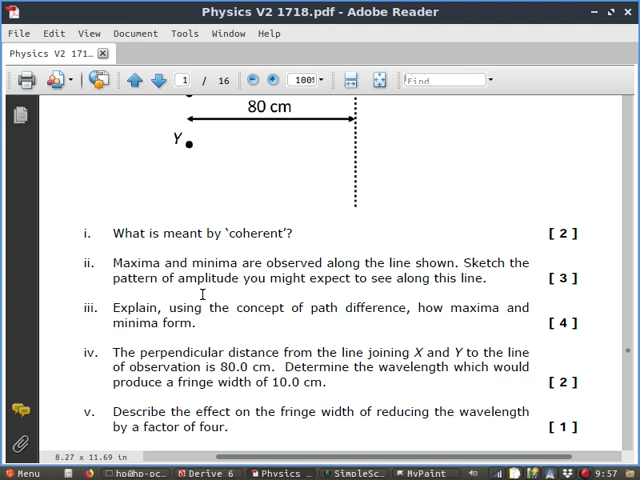 Physics V2 1718.pdf - Adobe Reader
File Edit View Document Tools Window Help
Physics V2 171...
1 / 16 100% Find
80 cm
Y
i. What is meant by ‘coherent’? [ 2 ]
ii. Maxima and minima are observed along the line shown. Sketch the
pattern of amplitude you might expect to see along this line. [ 3 ]
iii. Explain, using the concept of path difference, how maxima and
minima form. [ 4 ]
iv. The perpendicular distance from the line joining X and Y to the line
of observation is 80.0 cm. Determine the wavelength which would
produce a fringe width of 10.0 cm. [ 2 ]
v. Describe the effect on the fringe width of reducing the wavelength
by a factor of four. [ 1 ]
8.27 x 11.69 in
Menu hp@hp-pc... Derive 6 Physics ... SimpleSc... MyPaint 9:57